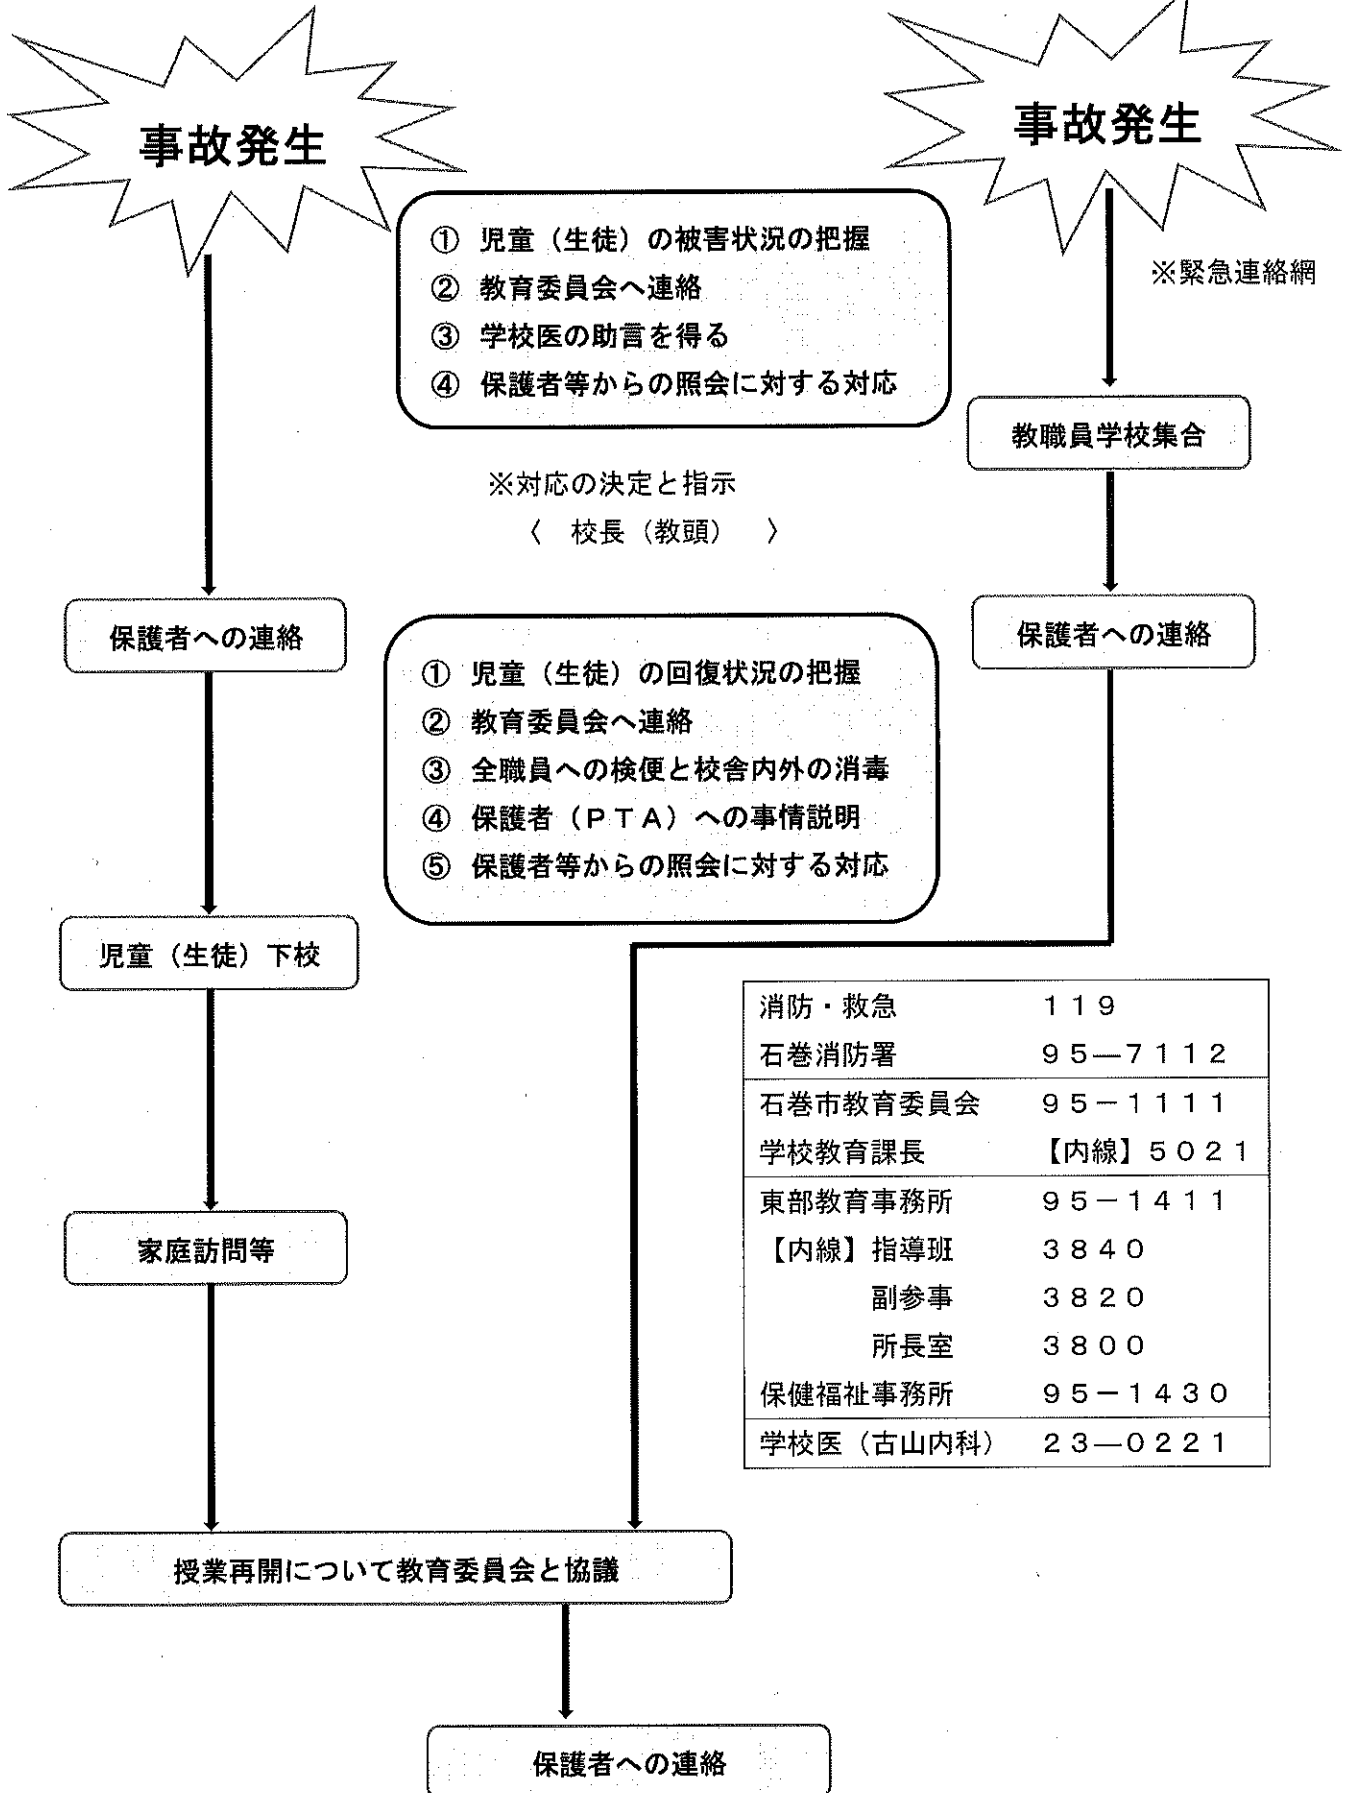 事故発生
事故発生
① 児童（生徒）の被害状況の把握
② 教育委員会へ連絡
③ 学校医の助言を得る
④ 保護者等からの照会に対する対応
※緊急連絡網
教職員学校集合
※対応の決定と指示
〈 校長（教頭） 〉
保護者への連絡
保護者への連絡
① 児童（生徒）の回復状況の把握
② 教育委員会へ連絡
③ 全職員への検便と校舎内外の消毒
④ 保護者（ＰＴＡ）への事情説明
⑤ 保護者等からの照会に対する対応
児童（生徒）下校
消防・救急 １１９
石巻消防署 ９５―７１１２
石巻市教育委員会 ９５－１１１１
学校教育課長 【内線】５０２１
東部教育事務所 ９５－１４１１
【内線】指導班 ３８４０
副参事 ３８２０
所長室 ３８００
保健福祉事務所 ９５－１４３０
学校医（古山内科） ２３―０２２１
家庭訪問等
授業再開について教育委員会と協議
保護者への連絡